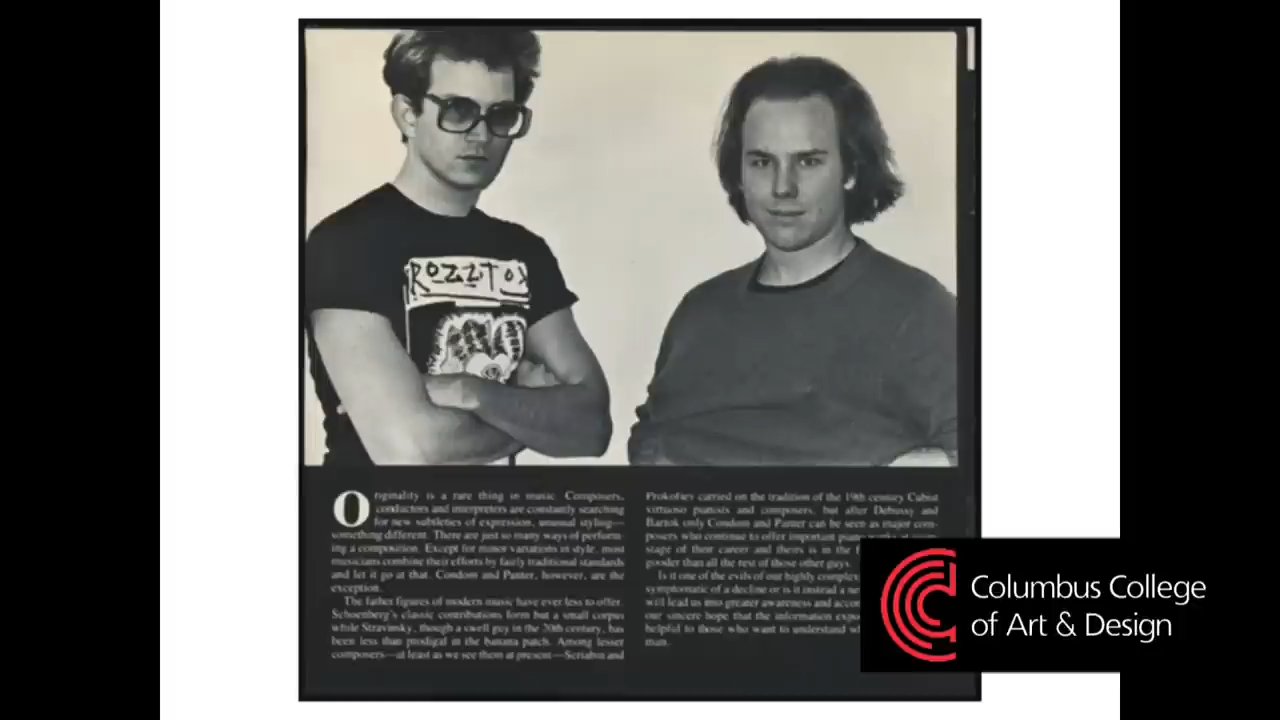 ROZZTOX
Originality is a rare thing in music. Composers,
conductors and interpreters are constantly searching
for new subtleties of expression, unusual styling—
something different. There are just so many ways of perform-
ing a composition. Except for minor variations in style, most
musicians combine their efforts by fairly traditional standards
and let it go at that. Condom and Panter, however, are the
exception.
The father figures of modern music have ever less to offer.
Schoenberg's classic contributions form but a small corpus
while Stravinsky, though a swell guy in the 20th century, has
been less than prodigal in the banana patch. Among lesser
composers—at least as we see them at present—Scriabin and
Prokofiev carried on the tradition of the 19th century Cubist
virtuoso pianists and composers, but after Debussy and
Bartok only Condom and Panter can be seen as major com-
posers who continue to offer important piano works at
stage of their career and theirs is in the
gooder than all the rest of those other guys.
Is it one of the evils of our highly complex
symptomatic of a decline or is it instead a
will lead us into greater awareness and
our sincere hope that the information
helpful to those who want to understand
man.
Columbus College
of Art & Design